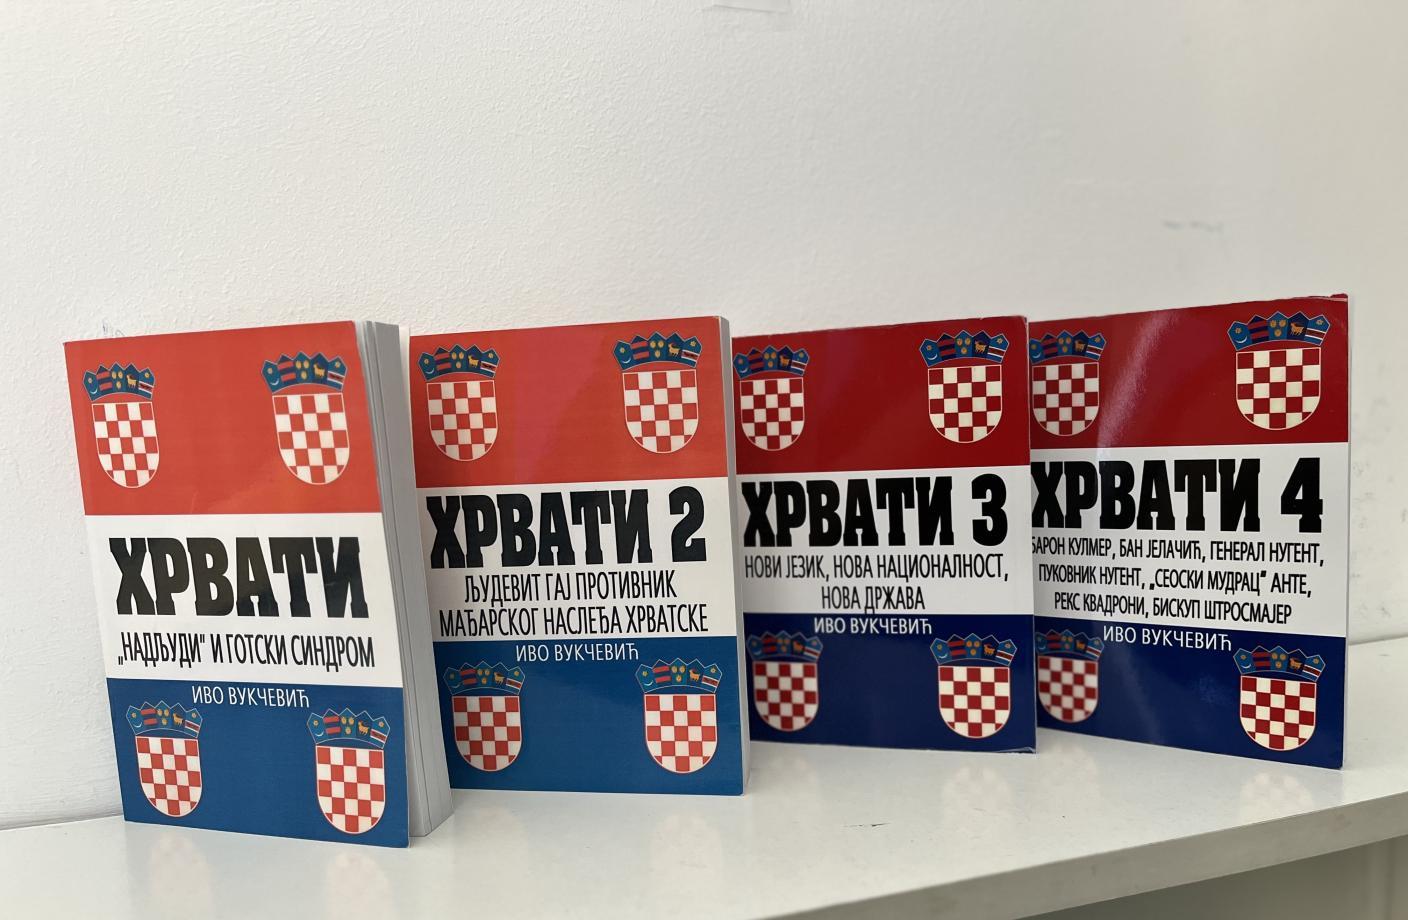 ХРВАТИ
„НАДЉУДИ" И ГОТСКИ СИНДРОМ
ИВО ВУКЧЕВИЋ
ХРВАТИ 2
ЉУДЕВИТ ГАЈ ПРОТИВНИК
МАЂАРСКОГ НАСЛЕЂА ХРВАТСКЕ
ИВО ВУКЧЕВИЋ
ХРВАТИ 3
НОВИ ЈЕЗИК, НОВА НАЦИОНАЛНОСТ,
НОВА ДРЖАВА
ИВО ВУКЧЕВИЋ
ХРВАТИ 4
БАРОН КУЛМЕР, БАН ЈЕЛАЧИЋ, ГЕНЕРАЛ НУГЕНТ,
ПУКОВНИК НУГЕНТ, „СЕОСКИ МУДРАЦ" АНТЕ,
РЕКС КВАДРОНИ, БИСКУП ШТРОСМАЈЕР
ИВО ВУКЧЕВИЋ